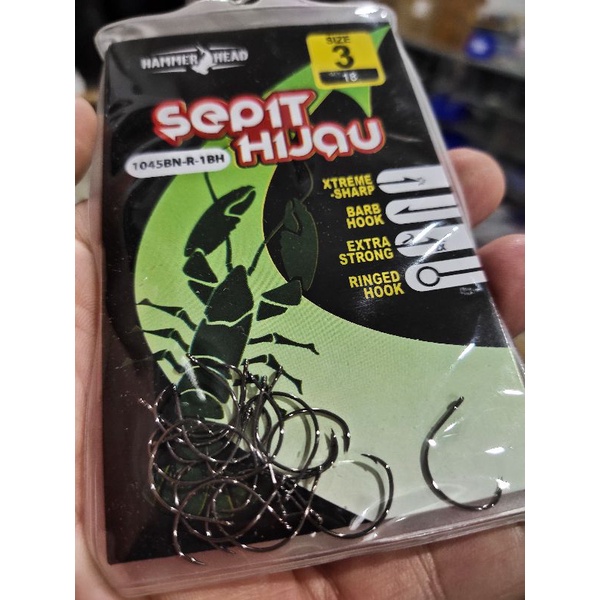 HAMMER HEAD
SIZE
3
18
SEPIT
HIJAU
1045BN-R-1BH
XTREME
-SHARP
BARB
HOOK
EXTRA
STRONG
RINGED
HOOK